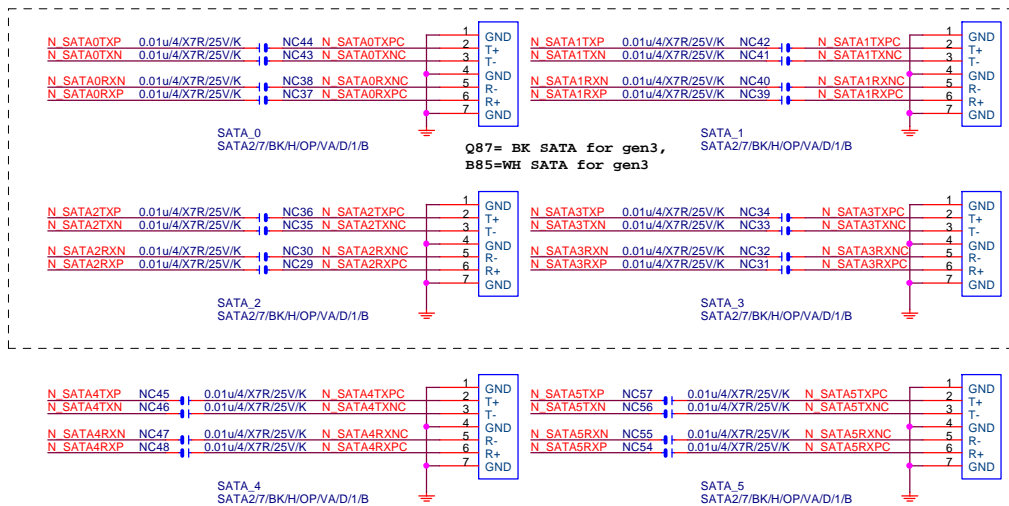 1 GND
N_SATA0TXP 0.01u/4/X7R/25V/K NC44 N_SATA0TXPC 2 T+
N_SATA0TXN 0.01u/4/X7R/25V/K NC43 N_SATA0TXNC 3 T-
4 GND
N_SATA0RXN 0.01u/4/X7R/25V/K NC38 N_SATA0RXNC 5 R-
N_SATA0RXP 0.01u/4/X7R/25V/K NC37 N_SATA0RXPC 6 R+
7 GND
SATA_0
SATA2/7/BK/H/OP/VA/D/1/B
1 GND
N_SATA1TXP 0.01u/4/X7R/25V/K NC42 N_SATA1TXPC 2 T+
N_SATA1TXN 0.01u/4/X7R/25V/K NC41 N_SATA1TXNC 3 T-
4 GND
N_SATA1RXN 0.01u/4/X7R/25V/K NC40 N_SATA1RXNC 5 R-
N_SATA1RXP 0.01u/4/X7R/25V/K NC39 N_SATA1RXPC 6 R+
7 GND
SATA_1
SATA2/7/BK/H/OP/VA/D/1/B
Q87= BK SATA for gen3,
B85=WH SATA for gen3
1 GND
N_SATA2TXP 0.01u/4/X7R/25V/K NC36 N_SATA2TXPC 2 T+
N_SATA2TXN 0.01u/4/X7R/25V/K NC35 N_SATA2TXNC 3 T-
4 GND
N_SATA2RXN 0.01u/4/X7R/25V/K NC30 N_SATA2RXNC 5 R-
N_SATA2RXP 0.01u/4/X7R/25V/K NC29 N_SATA2RXPC 6 R+
7 GND
SATA_2
SATA2/7/BK/H/OP/VA/D/1/B
1 GND
N_SATA3TXP 0.01u/4/X7R/25V/K NC34 N_SATA3TXPC 2 T+
N_SATA3TXN 0.01u/4/X7R/25V/K NC33 N_SATA3TXNC 3 T-
4 GND
N_SATA3RXN 0.01u/4/X7R/25V/K NC32 N_SATA3RXNC 5 R-
N_SATA3RXP 0.01u/4/X7R/25V/K NC31 N_SATA3RXPC 6 R+
7 GND
SATA_3
SATA2/7/BK/H/OP/VA/D/1/B
1 GND
N_SATA4TXP NC45 0.01u/4/X7R/25V/K N_SATA4TXPC 2 T+
N_SATA4TXN NC46 0.01u/4/X7R/25V/K N_SATA4TXNC 3 T-
4 GND
N_SATA4RXN NC47 0.01u/4/X7R/25V/K N_SATA4RXNC 5 R-
N_SATA4RXP NC48 0.01u/4/X7R/25V/K N_SATA4RXPC 6 R+
7 GND
SATA_4
SATA2/7/BK/H/OP/VA/D/1/B
1 GND
N_SATA5TXP NC57 0.01u/4/X7R/25V/K N_SATA5TXPC 2 T+
N_SATA5TXN NC56 0.01u/4/X7R/25V/K N_SATA5TXNC 3 T-
4 GND
N_SATA5RXN NC55 0.01u/4/X7R/25V/K N_SATA5RXNC 5 R-
N_SATA5RXP NC54 0.01u/4/X7R/25V/K N_SATA5RXPC 6 R+
7 GND
SATA_5
SATA2/7/BK/H/OP/VA/D/1/B